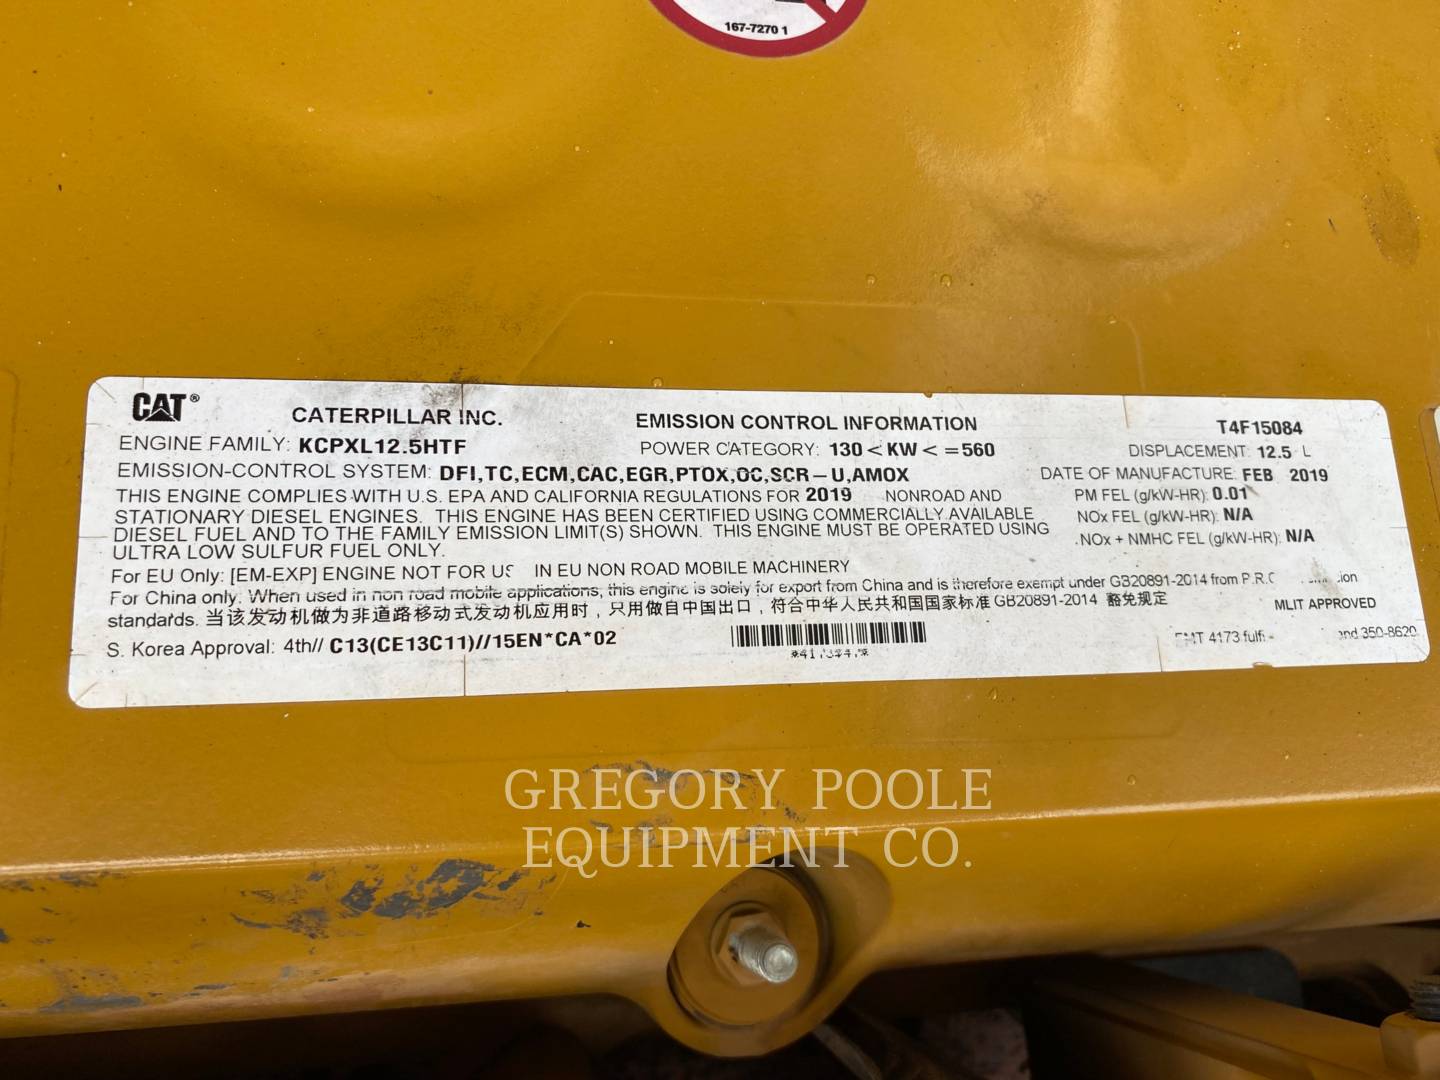 167-7270 1
CAT®
CATERPILLAR INC.
EMISSION CONTROL INFORMATION
T4F15084
ENGINE FAMILY: KCPXL12.5HTF
POWER CATEGORY: 130 < KW < = 560
DISPLACEMENT: 12.5 L
EMISSION-CONTROL SYSTEM: DFI,TC,ECM,CAC,EGR,PTOX,OC,SCR-U,AMOX
DATE OF MANUFACTURE: FEB 2019
THIS ENGINE COMPLIES WITH U.S. EPA AND CALIFORNIA REGULATIONS FOR 2019 NONROAD AND
STATIONARY DIESEL ENGINES. THIS ENGINE HAS BEEN CERTIFIED USING COMMERCIALLY AVAILABLE
DIESEL FUEL AND TO THE FAMILY EMISSION LIMIT(S) SHOWN. THIS ENGINE MUST BE OPERATED USING
ULTRA LOW SULFUR FUEL ONLY.
PM FEL (g/kW-HR): 0.01
NOx FEL (g/kW-HR): N/A
NOx + NMHC FEL (g/kW-HR): N/A
For EU Only: [EM-EXP] ENGINE NOT FOR IN EU NON ROAD MOBILE MACHINERY
For China only. When used in non road mobile applications, this engine is solely for export from China and is therefore exempt under GB20891-2014 from P.R.C
standards. 当该发动机做为非道路移动式发动机应用时，只用做自中国出口，符合中华人民共和国国家标准 GB20891-2014 豁免规定
MLIT APPROVED
S. Korea Approval: 4th// C13(CE13C11)//15EN*CA*02
4173 and 350-8620
GREGORY POOLE
EQUIPMENT CO.